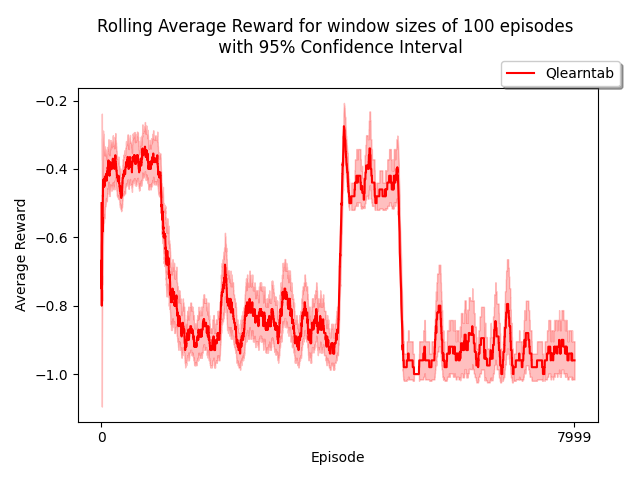 Rolling Average Reward for window sizes of 100 episodes
with 95% Confidence Interval
Qlearntab
−0.2
−0.4
−0.6
−0.8
−1.0
Average Reward
0
7999
Episode